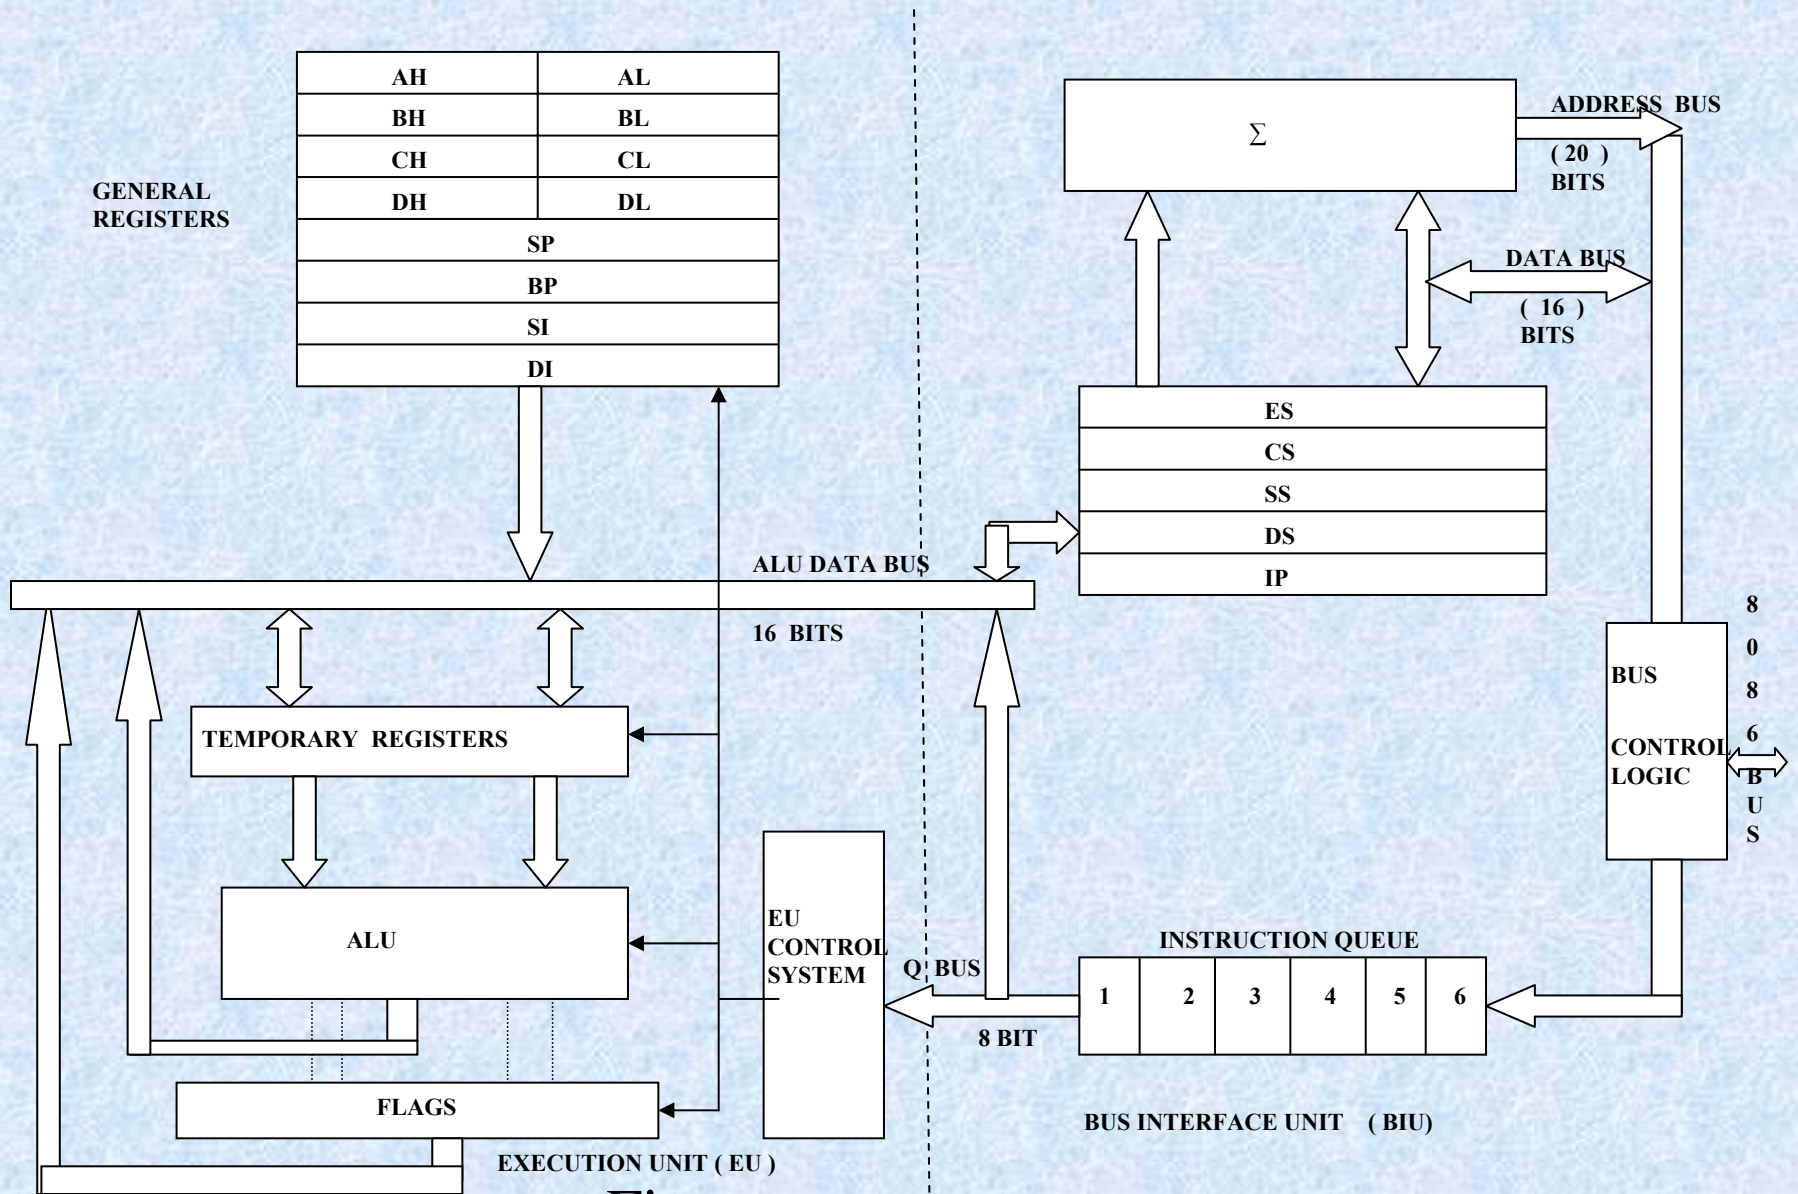 AH AL
BH BL
CH CL
DH DL
SP
BP
SI
DI
GENERAL
REGISTERS
∑
ADDRESS BUS
( 20 )
BITS
DATA BUS
( 16 )
BITS
ES
CS
SS
DS
IP
ALU DATA BUS
16 BITS
TEMPORARY REGISTERS
ALU
FLAGS
EU
CONTROL
SYSTEM
Q BUS
8 BIT
INSTRUCTION QUEUE
1 2 3 4 5 6
BUS
CONTROL
LOGIC
8
0
8
6
B
U
S
BUS INTERFACE UNIT ( BIU)
EXECUTION UNIT ( EU )